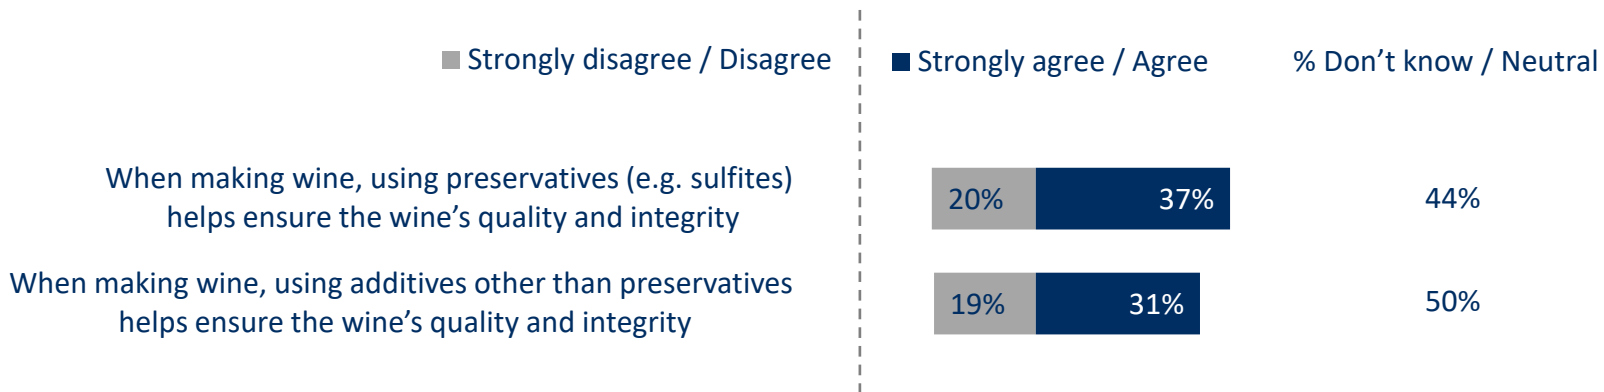 Strongly disagree / Disagree
Strongly agree / Agree
% Don’t know / Neutral
When making wine, using preservatives (e.g. sulfites)
helps ensure the wine’s quality and integrity
20%
37%
44%
When making wine, using additives other than preservatives
helps ensure the wine’s quality and integrity
19%
31%
50%